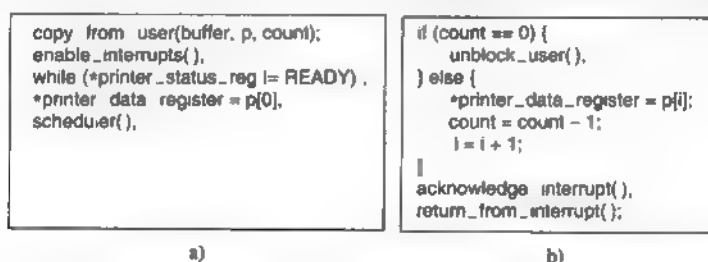 copy from user(buffer, p, count);
enable_interrupts(),
while (*printer_status_reg != READY) ,
*printer data register = p[0],
scheduler(),
a)
if (count == 0) {
unblock_user(),
} else {
*printer_data_register = p[i];
count = count – 1;
i = i + 1;
}
acknowledge interrupt(),
return_from_interrupt();
b)